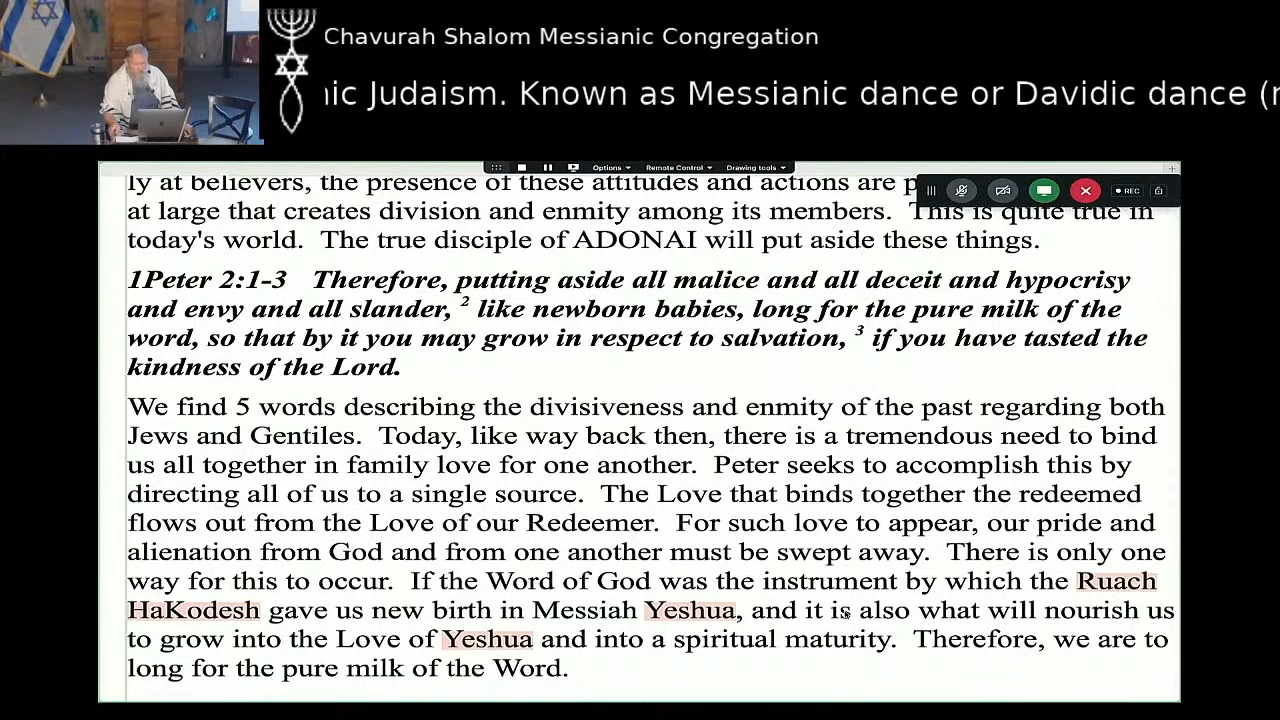 Chavurah Shalom Messianic Congregation
ic Judaism. Known as Messianic dance or Davidic dance (
Options
Remote Control
Drawing tools
REC
ly at believers, the presence of these attitudes and actions are
at large that creates division and enmity among its members. This is quite true in
today's world. The true disciple of ADONAI will put aside these things.
1Peter 2:1-3 Therefore, putting aside all malice and all deceit and hypocrisy
and envy and all slander, 2 like newborn babies, long for the pure milk of the
word, so that by it you may grow in respect to salvation, 3 if you have tasted the
kindness of the Lord.
We find 5 words describing the divisiveness and enmity of the past regarding both
Jews and Gentiles. Today, like way back then, there is a tremendous need to bind
us all together in family love for one another. Peter seeks to accomplish this by
directing all of us to a single source. The Love that binds together the redeemed
flows out from the Love of our Redeemer. For such love to appear, our pride and
alienation from God and from one another must be swept away. There is only one
way for this to occur. If the Word of God was the instrument by which the Ruach
HaKodesh gave us new birth in Messiah Yeshua, and it is also what will nourish us
to grow into the Love of Yeshua and into a spiritual maturity. Therefore, we are to
long for the pure milk of the Word.